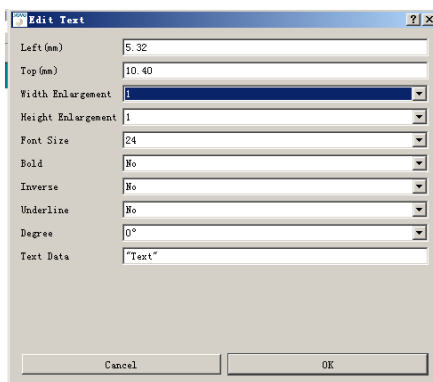 Edit Text
Left(mm) 5.32
Top(mm) 10.40
Width Enlargement 1
Height Enlargement 1
Font Size 24
Bold No
Inverse No
Underline No
Degree 0°
Text Data "Text"
Cancel OK